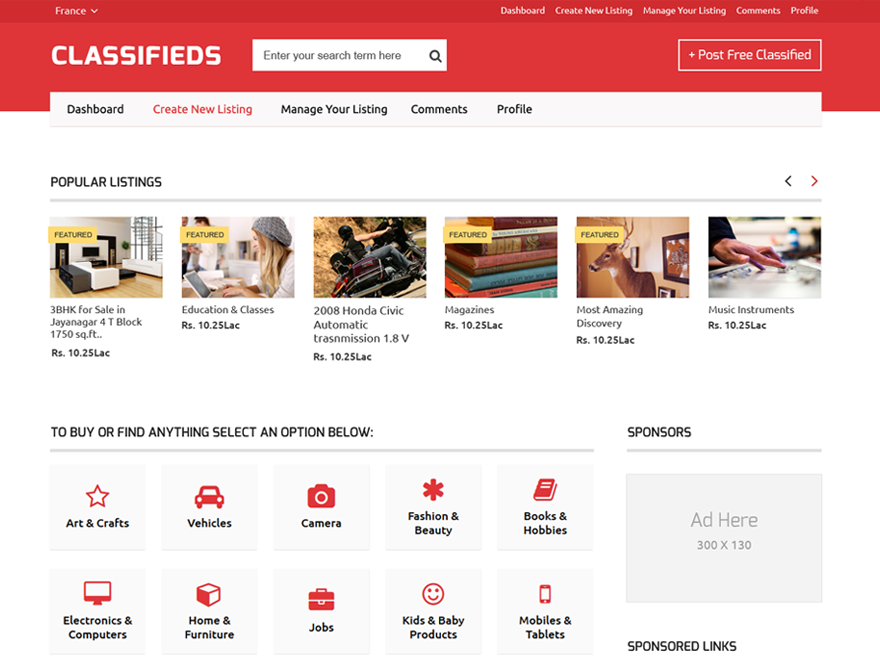 France
Dashboard Create New Listing Manage Your Listing Comments Profile
CLASSIFIEDS
Enter your search term here
+ Post Free Classified
Dashboard Create New Listing Manage Your Listing Comments Profile
POPULAR LISTINGS
FEATURED
3BHK for Sale in
Jayanagar 4 T Block
1750 sq.ft..
Rs. 10.25Lac
FEATURED
Education & Classes
Rs. 10.25Lac
2008 Honda Civic
Automatic
trasnmission 1.8 V
Rs. 10.25Lac
FEATURED
Magazines
Rs. 10.25Lac
FEATURED
Most Amazing
Discovery
Rs. 10.25Lac
Music Instruments
Rs. 10.25Lac
TO BUY OR FIND ANYTHING SELECT AN OPTION BELOW:
Art & Crafts
Vehicles
Camera
Fashion &
Beauty
Books &
Hobbies
Electronics &
Computers
Home &
Furniture
Jobs
Kids & Baby
Products
Mobiles &
Tablets
SPONSORS
Ad Here
300 X 130
SPONSORED LINKS